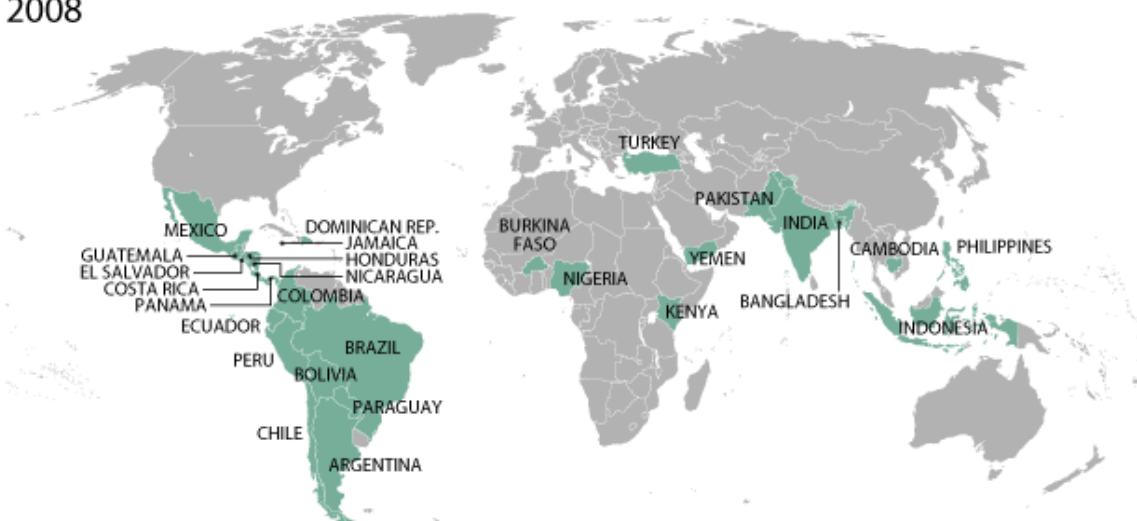 2008
TURKEY
PAKISTAN
MEXICO
DOMINICAN REP.
JAMAICA
BURKINA
FASO
INDIA
GUATEMALA
HONDURAS
YEMEN
CAMBODIA
PHILIPPINES
EL SALVADOR
NICARAGUA
COSTA RICA
NIGERIA
PANAMA
COLOMBIA
BANGLADESH
KENYA
ECUADOR
INDONESIA
PERU
BRAZIL
BOLIVIA
PARAGUAY
CHILE
ARGENTINA